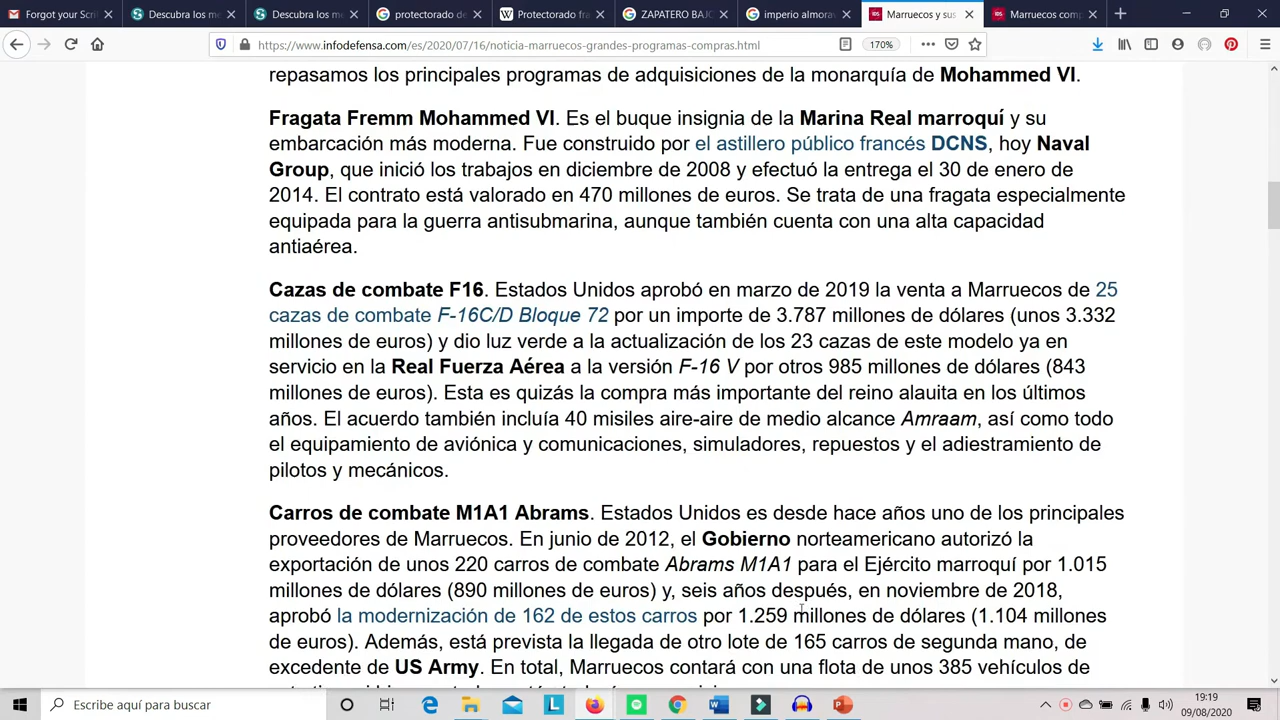 Forgot your Scri
Descubra los me
Descubra los mo
protectorado de
Protectorado fra
ZAPATERO BAJO
imperio almorav
Marruecos y sus
Marruecos comp
https://www.infodefensa.com/es/2020/07/16/noticia-marruecos-grandes-programas-compras.html
170%
repasamos los principales programas de adquisiciones de la monarquía de Mohammed VI.
Fragata Fremm Mohammed VI. Es el buque insignia de la Marina Real marroquí y su
embarcación más moderna. Fue construido por el astillero público francés DCNS, hoy Naval
Group, que inició los trabajos en diciembre de 2008 y efectuó la entrega el 30 de enero de
2014. El contrato está valorado en 470 millones de euros. Se trata de una fragata especialmente
equipada para la guerra antisubmarina, aunque también cuenta con una alta capacidad
antiaérea.
Cazas de combate F16. Estados Unidos aprobó en marzo de 2019 la venta a Marruecos de 25
cazas de combate F-16C/D Bloque 72 por un importe de 3.787 millones de dólares (unos 3.332
millones de euros) y dio luz verde a la actualización de los 23 cazas de este modelo ya en
servicio en la Real Fuerza Aérea a la versión F-16 V por otros 985 millones de dólares (843
millones de euros). Esta es quizás la compra más importante del reino alauita en los últimos
años. El acuerdo también incluía 40 misiles aire-aire de medio alcance Amraam, así como todo
el equipamiento de aviónica y comunicaciones, simuladores, repuestos y el adiestramiento de
pilotos y mecánicos.
Carros de combate M1A1 Abrams. Estados Unidos es desde hace años uno de los principales
proveedores de Marruecos. En junio de 2012, el Gobierno norteamericano autorizó la
exportación de unos 220 carros de combate Abrams M1A1 para el Ejército marroquí por 1.015
millones de dólares (890 millones de euros) y, seis años después, en noviembre de 2018,
aprobó la modernización de 162 de estos carros por 1.259 millones de dólares (1.104 millones
de euros). Además, está prevista la llegada de otro lote de 165 carros de segunda mano, de
excedente de US Army. En total, Marruecos contará con una flota de unos 385 vehículos de
Escribe aquí para buscar
19:19
09/08/2020